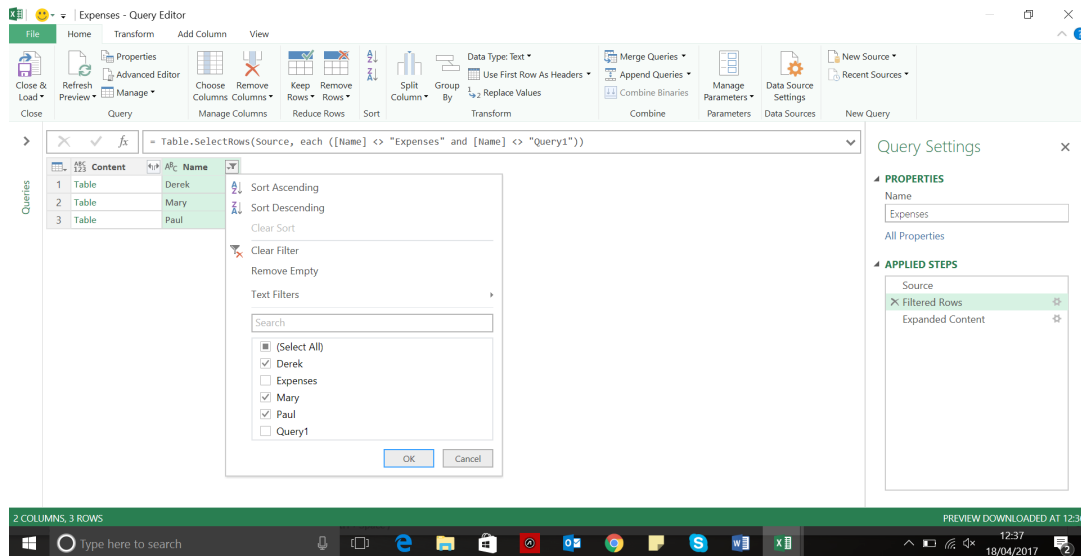 Expenses - Query Editor
File Home Transform Add Column View
Close & Load
Close
Refresh Preview
Properties
Advanced Editor
Manage
Query
Choose Columns
Remove Columns
Manage Columns
Keep Rows
Remove Rows
Reduce Rows
Sort
Split Column
Group By
Data Type: Text
Use First Row As Headers
Replace Values
Transform
Merge Queries
Append Queries
Combine Binaries
Combine
Manage Parameters
Parameters
Data Source Settings
Data Sources
New Source
Recent Sources
New Query
= Table.SelectRows(Source, each ([Name] <> "Expenses" and [Name] <> "Query1"))
Queries
ABC 123 Content ABC Name
1 Table Derek
2 Table Mary
3 Table Paul
Sort Ascending
Sort Descending
Clear Sort
Clear Filter
Remove Empty
Text Filters
Search
(Select All)
Derek
Expenses
Mary
Paul
Query1
OK Cancel
Query Settings
PROPERTIES
Name
Expenses
All Properties
APPLIED STEPS
Source
Filtered Rows
Expanded Content
2 COLUMNS, 3 ROWS
PREVIEW DOWNLOADED AT 12:3
Type here to search
12:37
18/04/2017